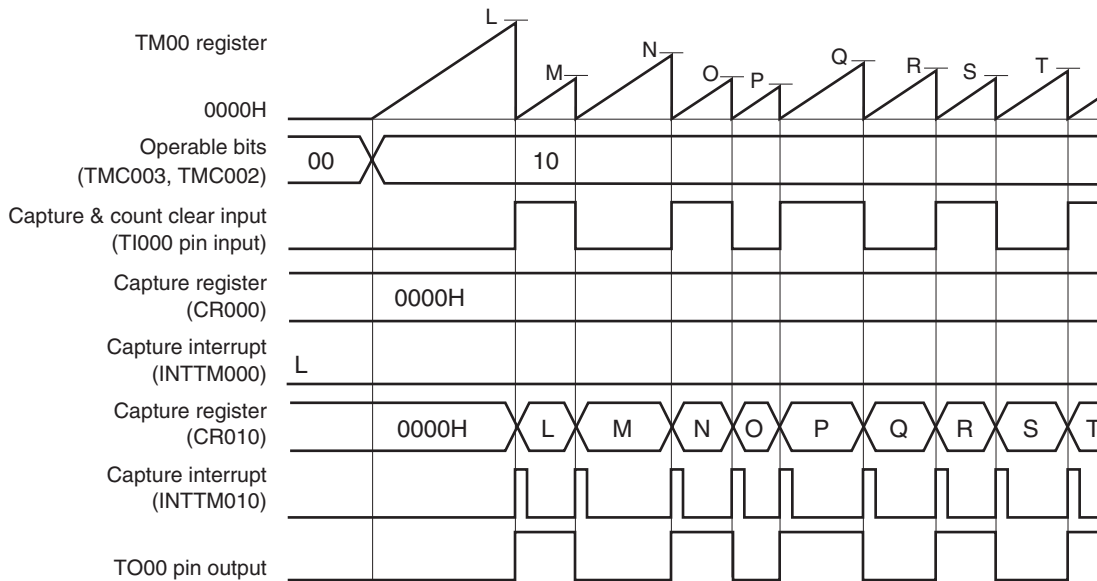 L
TM00 register
N
M
O
P
Q
R
S
T
0000H
Operable bits
(TMC003, TMC002)
00
10
Capture & count clear input
(TI000 pin input)
Capture register
(CR000)
0000H
Capture interrupt
(INTTM000)
L
Capture register
(CR010)
0000H
L
M
N
O
P
Q
R
S
T
Capture interrupt
(INTTM010)
TO00 pin output